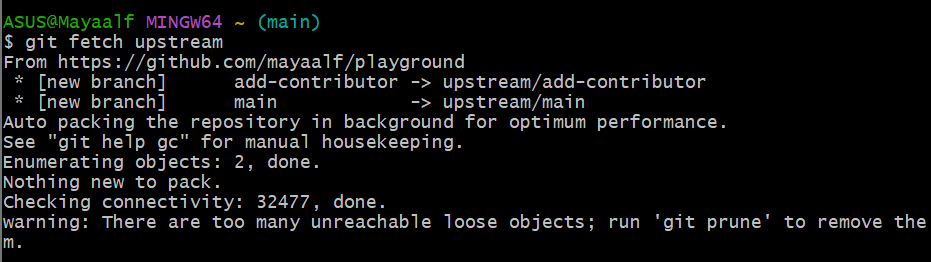 ASUS@Mayaalf MINGW64 ~ (main)
$ git fetch upstream
From https://github.com/mayaalf/playground
 * [new branch]      add-contributor -> upstream/add-contributor
 * [new branch]      main            -> upstream/main
Auto packing the repository in background for optimum performance.
See "git help gc" for manual housekeeping.
Enumerating objects: 2, done.
Nothing new to pack.
Checking connectivity: 32477, done.
warning: There are too many unreachable loose objects; run 'git prune' to remove the
m.